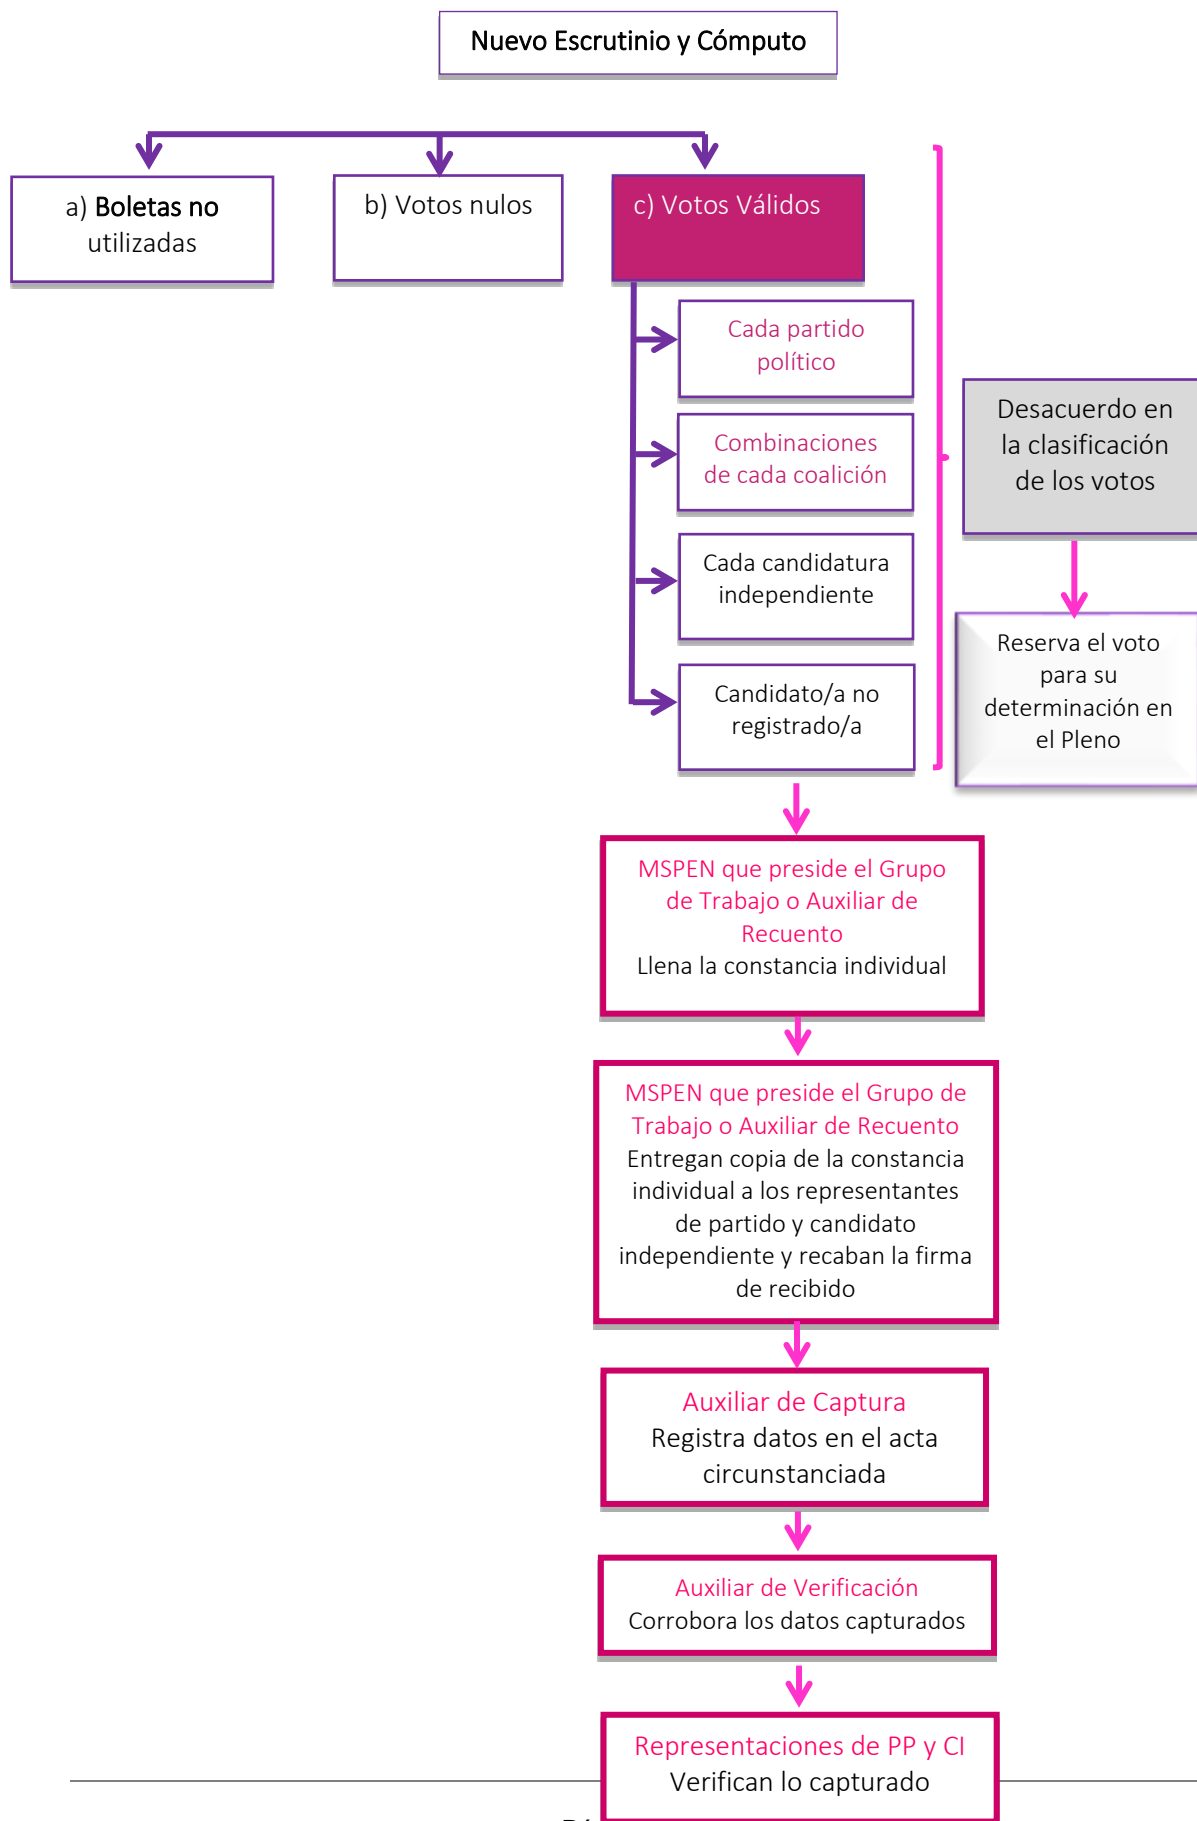 Nuevo Escrutinio y Cómputo
a) Boletas no
utilizadas
b) Votos nulos
c) Votos Válidos
Cada partido
político
Combinaciones
de cada coalición
Cada candidatura
independiente
Candidato/a no
registrado/a
Desacuerdo en
la clasificación
de los votos
Reserva el voto
para su
determinación en
el Pleno
MSPEN que preside el Grupo
de Trabajo o Auxiliar de
Recuento
Llena la constancia individual
MSPEN que preside el Grupo de
Trabajo o Auxiliar de Recuento
Entregan copia de la constancia
individual a los representantes
de partido y candidato
independiente y recaban la firma
de recibido
Auxiliar de Captura
Registra datos en el acta
circunstanciada
Auxiliar de Verificación
Corrobora los datos capturados
Representaciones de PP y CI
Verifican lo capturado